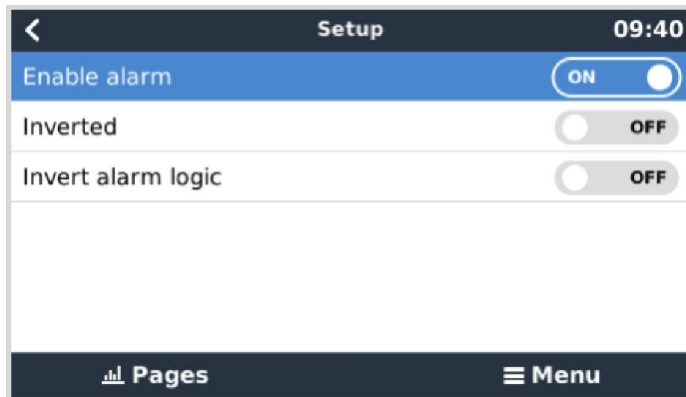 Setup 09:40
Enable alarm ON
Inverted OFF
Invert alarm logic OFF
Pages Menu